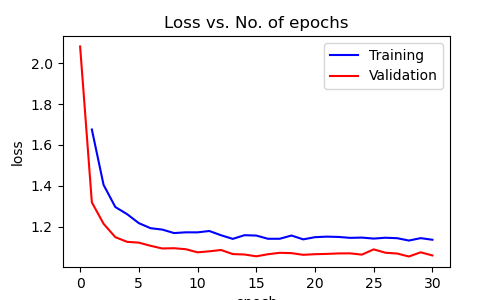 Loss vs. No. of epochs
Training
Validation
loss
2.0
1.8
1.6
1.4
1.2
0 5 10 15 20 25 30
epoch